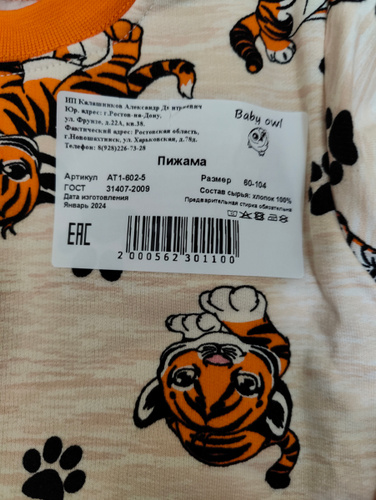 ИП Калашников Александр Дмитриевич
Юр. адрес: г.Ростов-на-Дону,
ул. Фрунзе, д.22А, кв.38.
Фактический адрес: Ростовская область,
г.Новошахтинск, ул. Харьковская, д.78д.
Телефон: 8(928)226-73-28
Baby owl
Пижама
Артикул АТ1-602-5 Размер 60-104
ГОСТ 31407-2009 Состав сырья: хлопок 100%
Дата изготовления Предварительная стирка обязательна
Январь 2024
ЕАС
2 000562 301100